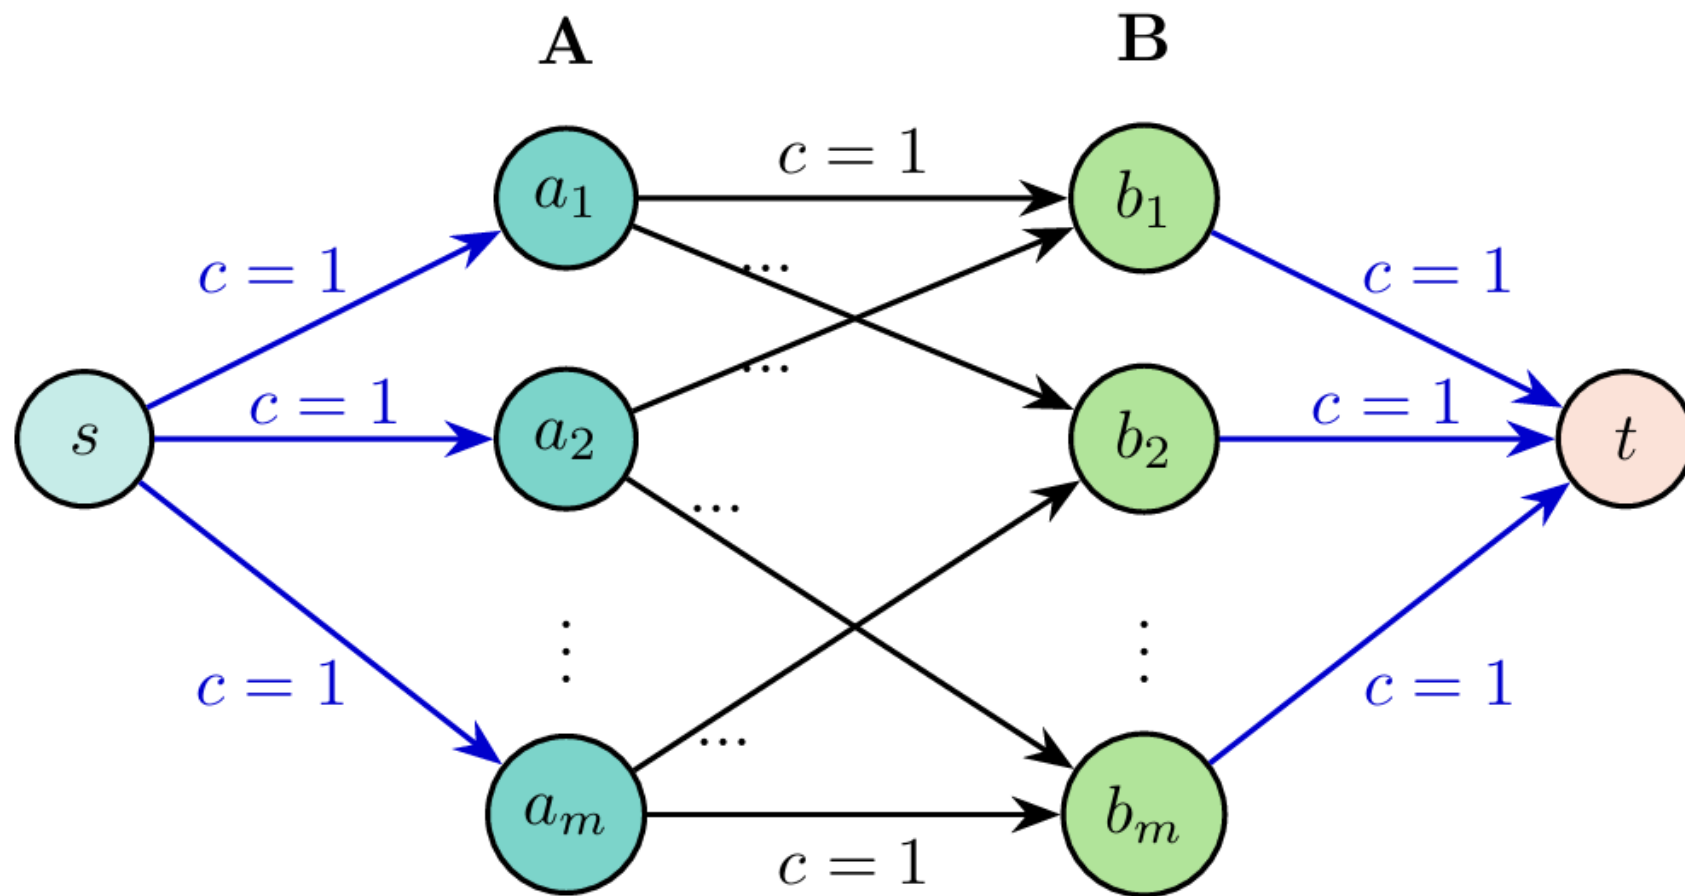 A B
c = 1
a₁ b₁
c = 1 ... c = 1
...
c = 1 c = 1
s a₂ b₂ t
...
⋮ ⋮
c = 1 c = 1
...
aₘ bₘ
c = 1